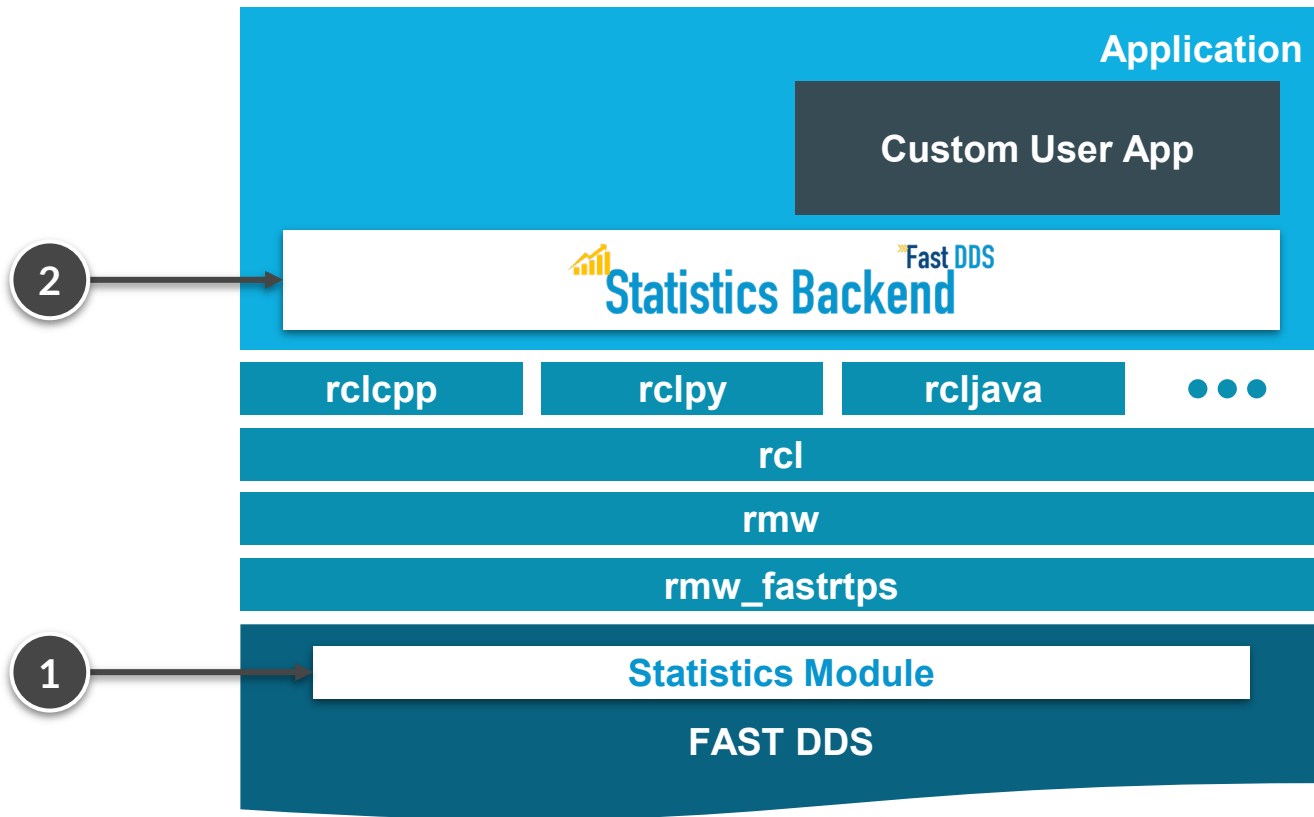 Application
Custom User App
2
Fast DDS
Statistics Backend
rclcpp
rclpy
rcljava
rcl
rmw
rmw_fastrtps
1
Statistics Module
FAST DDS